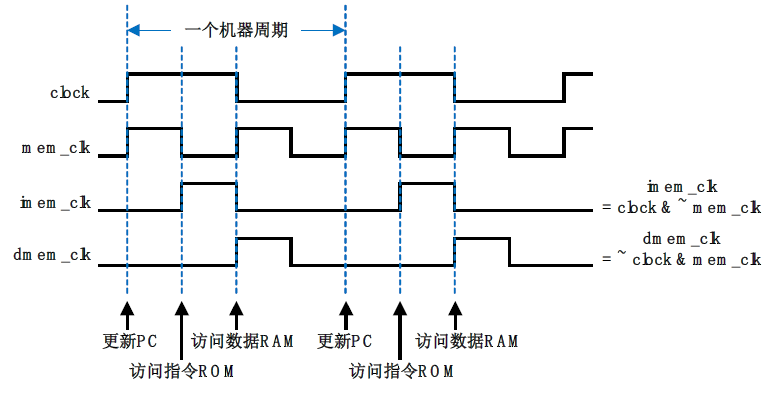 一个机器周期
clock
mem_clk
imem_clk
imem_clk
= clock & ~ mem_clk
dmem_clk
dmem_clk
= ~ clock & mem_clk
更新PC
访问数据RAM
更新PC
访问数据RAM
访问指令ROM
访问指令ROM